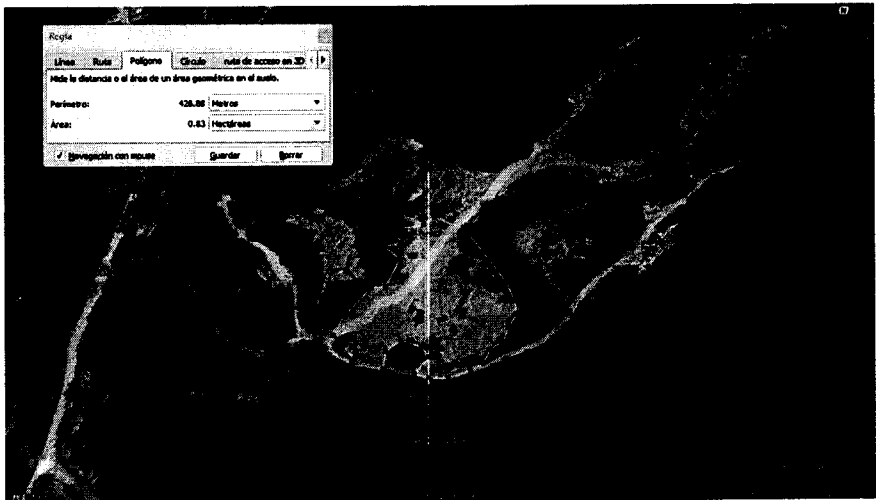 Regla
Línea Ruta Polígono Círculo ruta de acceso en 3D
Mide la distancia o el área de un área geométrica en el suelo.
Perímetro: 428.88 Metros
Área: 0.83 Hectáreas
Navegación con mouse Guardar Borrar